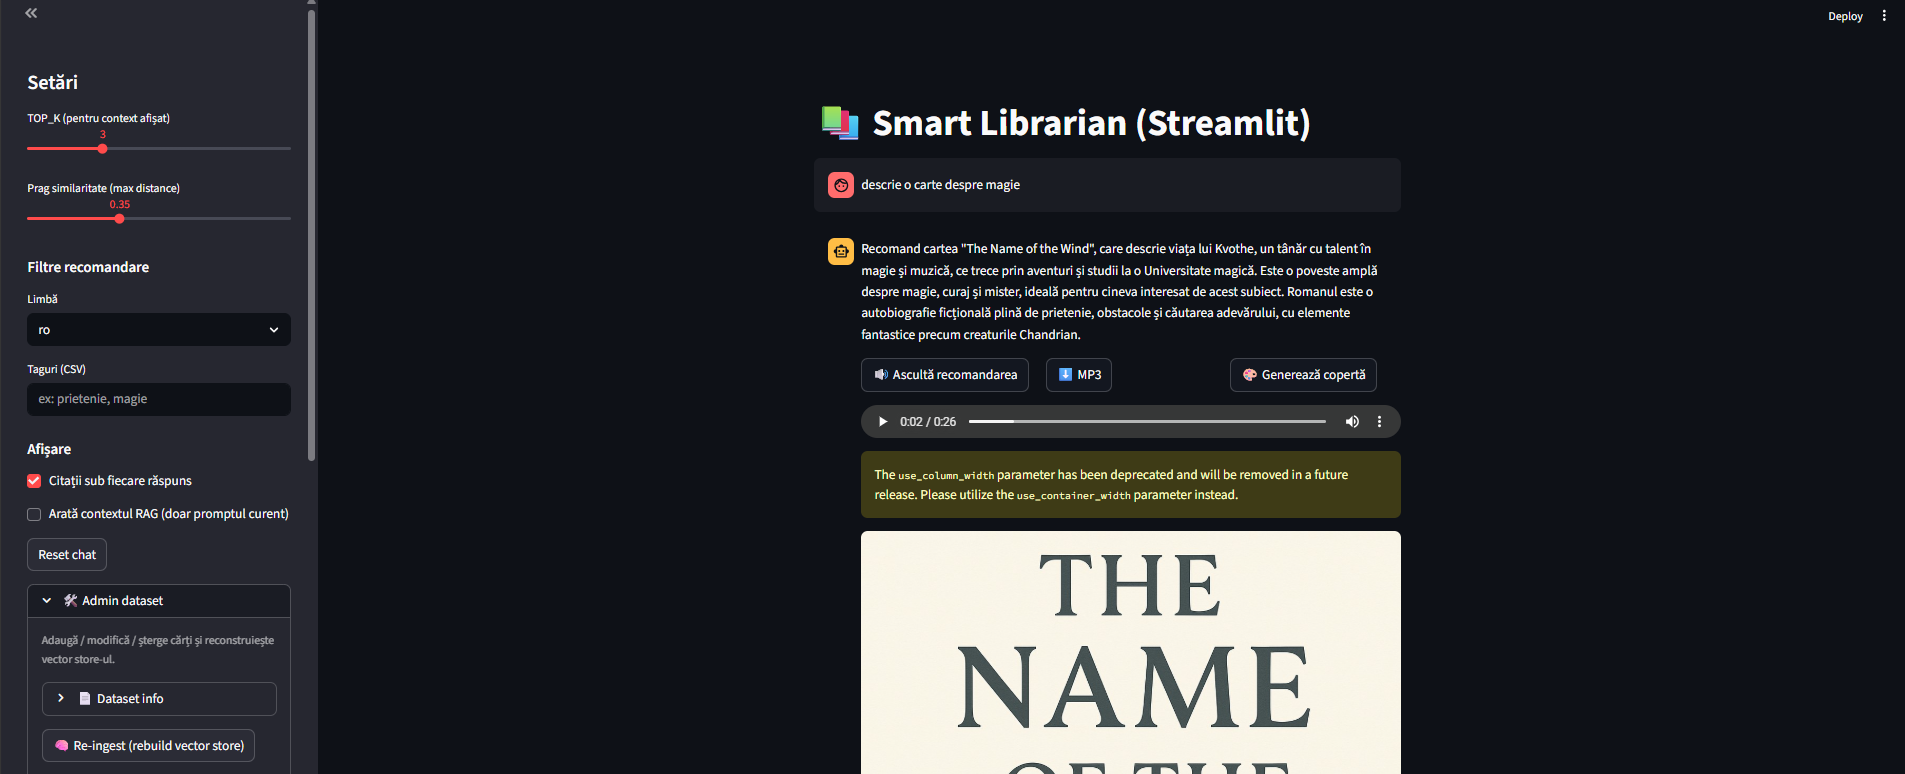 Setări
TOP_K (pentru context afișat)
3
Prag similaritate (max distance)
0.35
Filtre recomandare
Limbă
ro
Taguri (CSV)
ex: prietenie, magie
Afișare
Citații sub fiecare răspuns
Arată contextul RAG (doar promptul curent)
Reset chat
Admin dataset
Adaugă / modifică / șterge cărți și reconstruiește
vector store-ul.
Dataset info
Re-ingest (rebuild vector store)
Deploy
Smart Librarian (Streamlit)
descrie o carte despre magie
Recomand cartea "The Name of the Wind", care descrie viața lui Kvothe, un tânăr cu talent în
magie și muzică, ce trece prin aventuri și studii la o Universitate magică. Este o poveste amplă
despre magie, curaj și mister, ideală pentru cineva interesat de acest subiect. Romanul este o
autobiografie ficțională plină de prietenie, obstacole și căutarea adevărului, cu elemente
fantastice precum creaturile Chandrian.
Ascultă recomandarea
MP3
Generează copertă
0:02 / 0:26
The use_column_width parameter has been deprecated and will be removed in a future
release. Please utilize the use_container_width parameter instead.
THE
NAME
OF THE